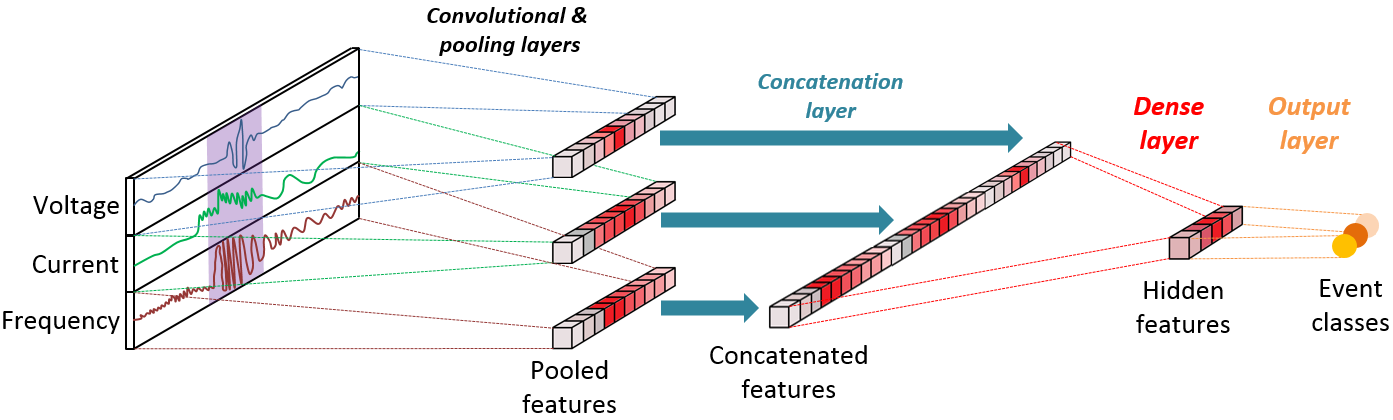 Convolutional &
pooling layers
Concatenation
layer
Dense
layer
Output
layer
Voltage
Current
Frequency
Pooled
features
Concatenated
features
Hidden
features
Event
classes